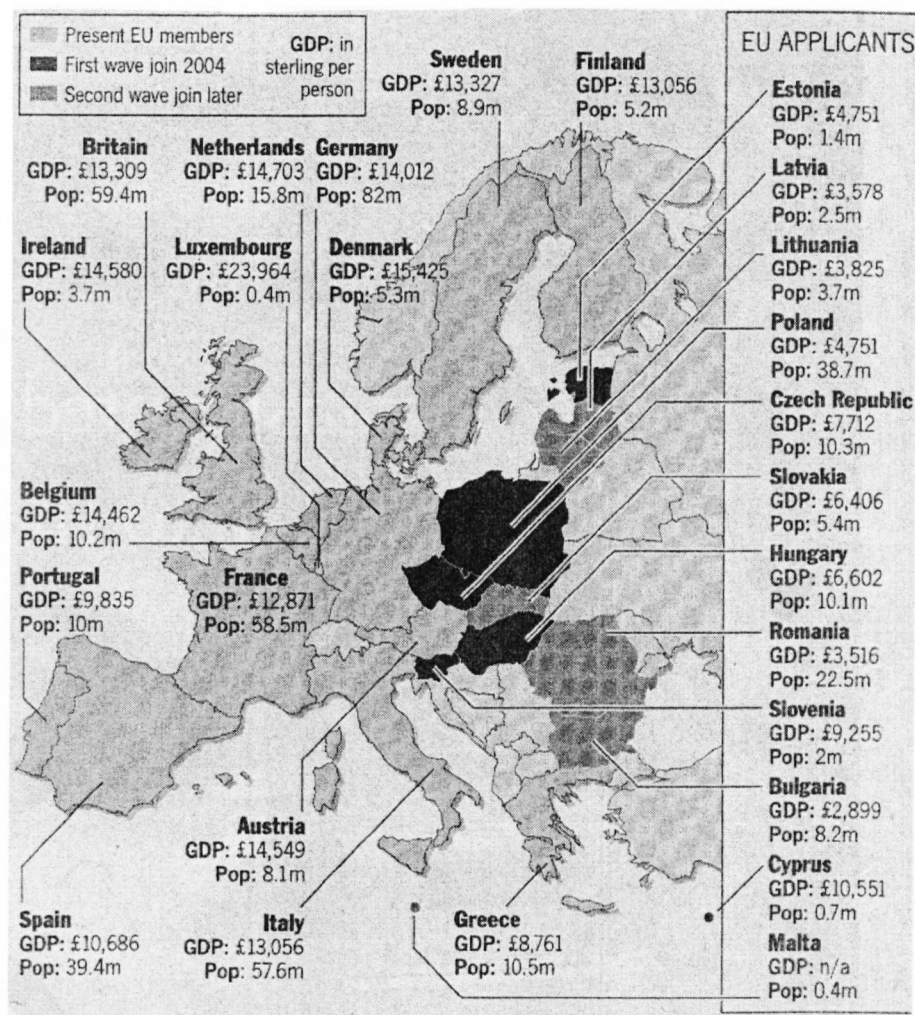 Present EU members
First wave join 2004
Second wave join later
GDP: in
sterling per
person
Sweden
GDP: £13,327
Pop: 8.9m
Finland
GDP: £13,056
Pop: 5.2m
Britain
GDP: £13,309
Pop: 59.4m
Netherlands
GDP: £14,703
Pop: 15.8m
Germany
GDP: £14,012
Pop: 82m
Ireland
GDP: £14,580
Pop: 3.7m
Luxembourg
GDP: £23,964
Pop: 0.4m
Denmark
GDP: £15,425
Pop: 5.3m
Belgium
GDP: £14,462
Pop: 10.2m
Portugal
GDP: £9,835
Pop: 10m
France
GDP: £12,871
Pop: 58.5m
Austria
GDP: £14,549
Pop: 8.1m
Spain
GDP: £10,686
Pop: 39.4m
Italy
GDP: £13,056
Pop: 57.6m
Greece
GDP: £8,761
Pop: 10.5m
EU APPLICANTS
Estonia
GDP: £4,751
Pop: 1.4m
Latvia
GDP: £3,578
Pop: 2.5m
Lithuania
GDP: £3,825
Pop: 3.7m
Poland
GDP: £4,751
Pop: 38.7m
Czech Republic
GDP: £7,712
Pop: 10.3m
Slovakia
GDP: £6,406
Pop: 5.4m
Hungary
GDP: £6,602
Pop: 10.1m
Romania
GDP: £3,516
Pop: 22.5m
Slovenia
GDP: £9,255
Pop: 2m
Bulgaria
GDP: £2,899
Pop: 8.2m
Cyprus
GDP: £10,551
Pop: 0.7m
Malta
GDP: n/a
Pop: 0.4m